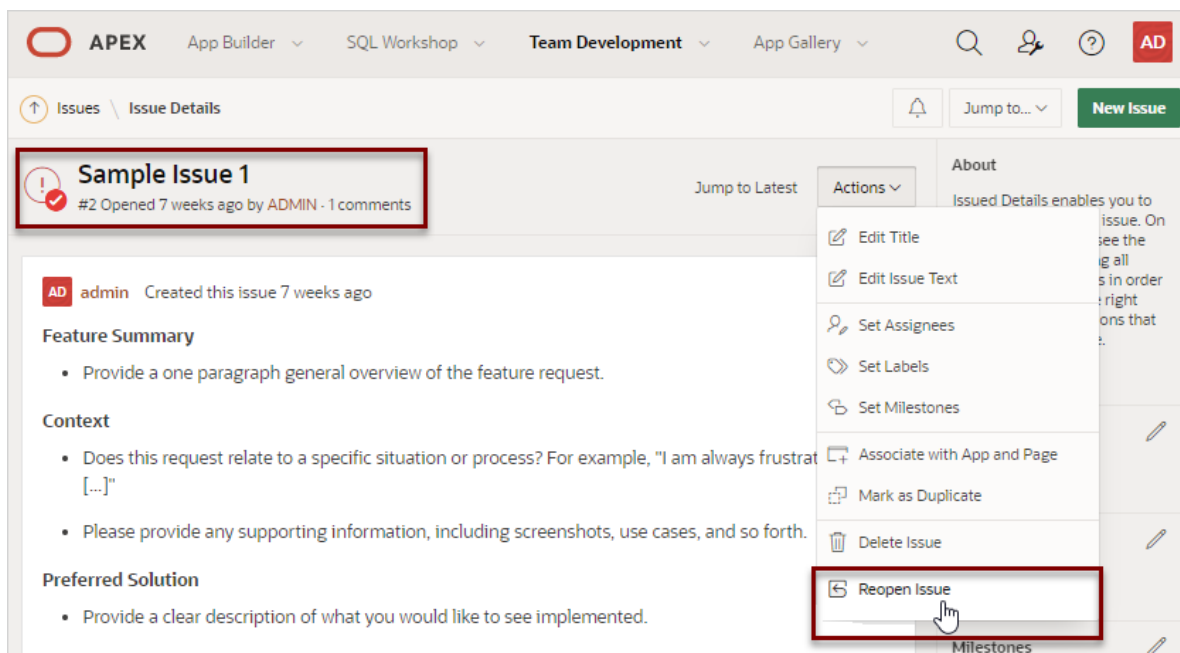 APEX App Builder SQL Workshop Team Development App Gallery AD
Issues \ Issue Details Jump to... New Issue
Sample Issue 1
#2 Opened 7 weeks ago by ADMIN · 1 comments
Jump to Latest Actions
About
Issued Details enables you to
issue. On
see the
all
s in order
right
ons that
Edit Title
Edit Issue Text
Set Assignees
Set Labels
Set Milestones
Associate with App and Page
Mark as Duplicate
Delete Issue
Reopen Issue
AD admin Created this issue 7 weeks ago
Feature Summary
• Provide a one paragraph general overview of the feature request.
Context
• Does this request relate to a specific situation or process? For example, "I am always frustrat
[...]"
• Please provide any supporting information, including screenshots, use cases, and so forth.
Preferred Solution
• Provide a clear description of what you would like to see implemented.
Milestones